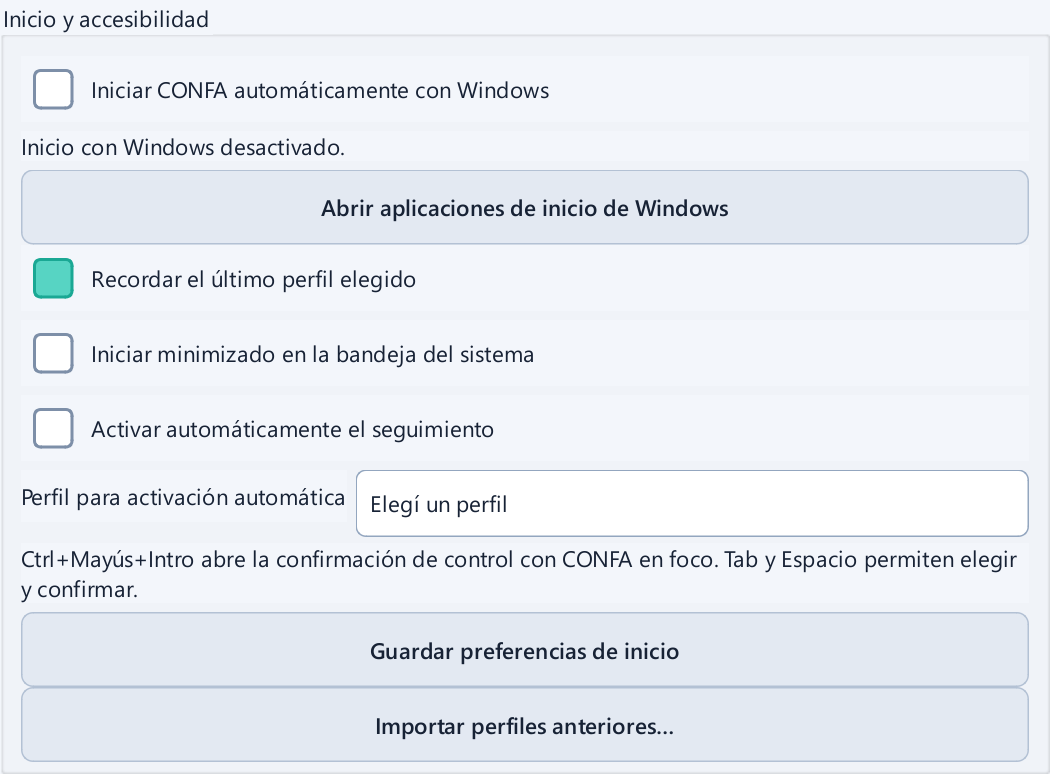 Inicio y accesibilidad
Iniciar CONFA automáticamente con Windows
Inicio con Windows desactivado.
Abrir aplicaciones de inicio de Windows
Recordar el último perfil elegido
Iniciar minimizado en la bandeja del sistema
Activar automáticamente el seguimiento
Perfil para activación automática
Elegí un perfil
Ctrl+Mayús+Intro abre la confirmación de control con CONFA en foco. Tab y Espacio permiten elegir
y confirmar.
Guardar preferencias de inicio
Importar perfiles anteriores...